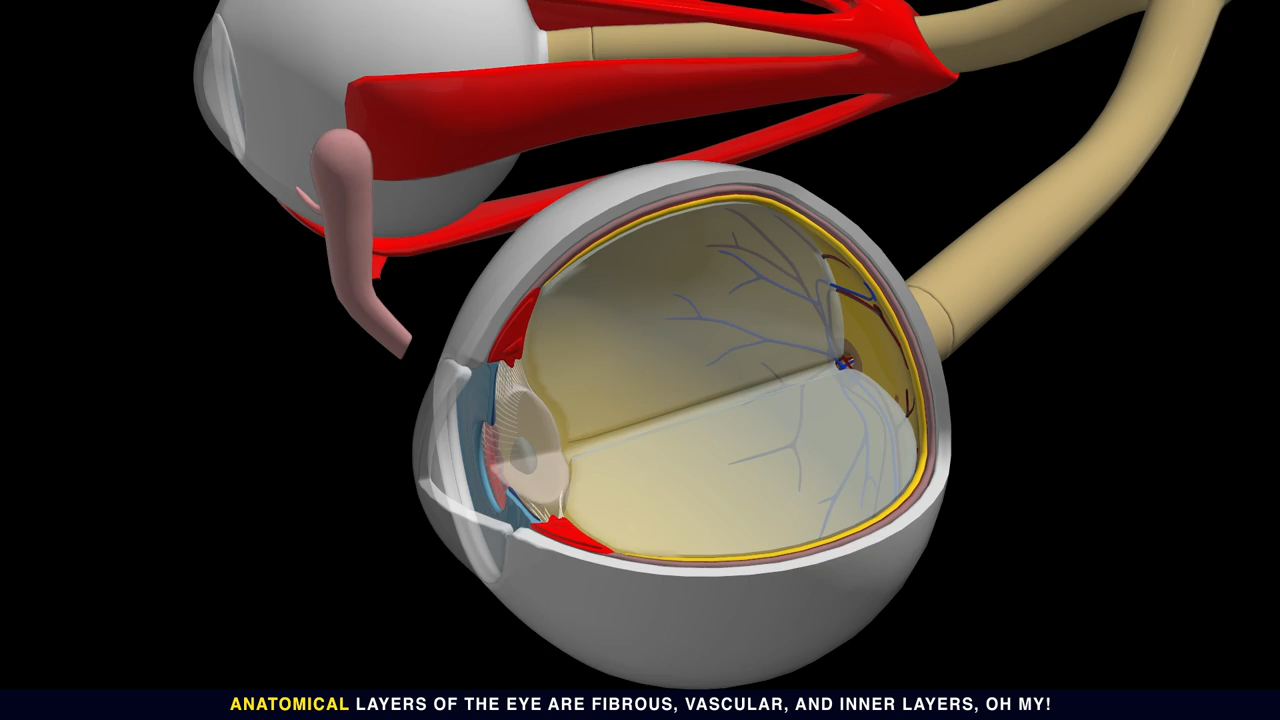 ANATOMICAL LAYERS OF THE EYE ARE FIBROUS, VASCULAR, AND INNER LAYERS, OH MY!